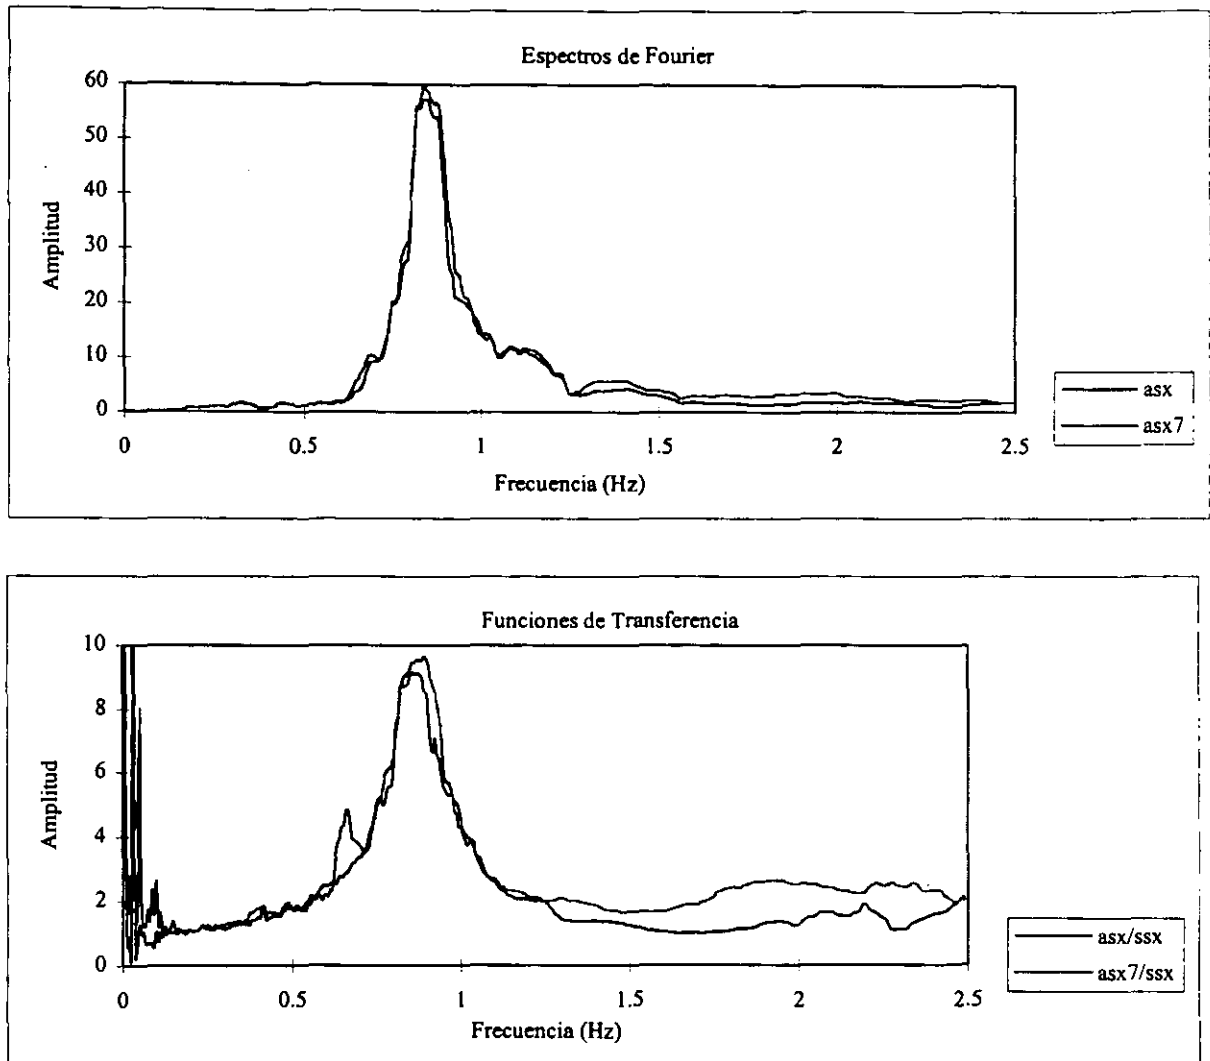 Espectros de Fourier
60
50
40
30
20
10
0
Amplitud
0 0.5 1 1.5 2 2.5
Frecuencia (Hz)
asx
asx7
Funciones de Transferencia
10
8
6
4
2
0
Amplitud
0 0.5 1 1.5 2 2.5
Frecuencia (Hz)
asx/ssx
asx7/ssx